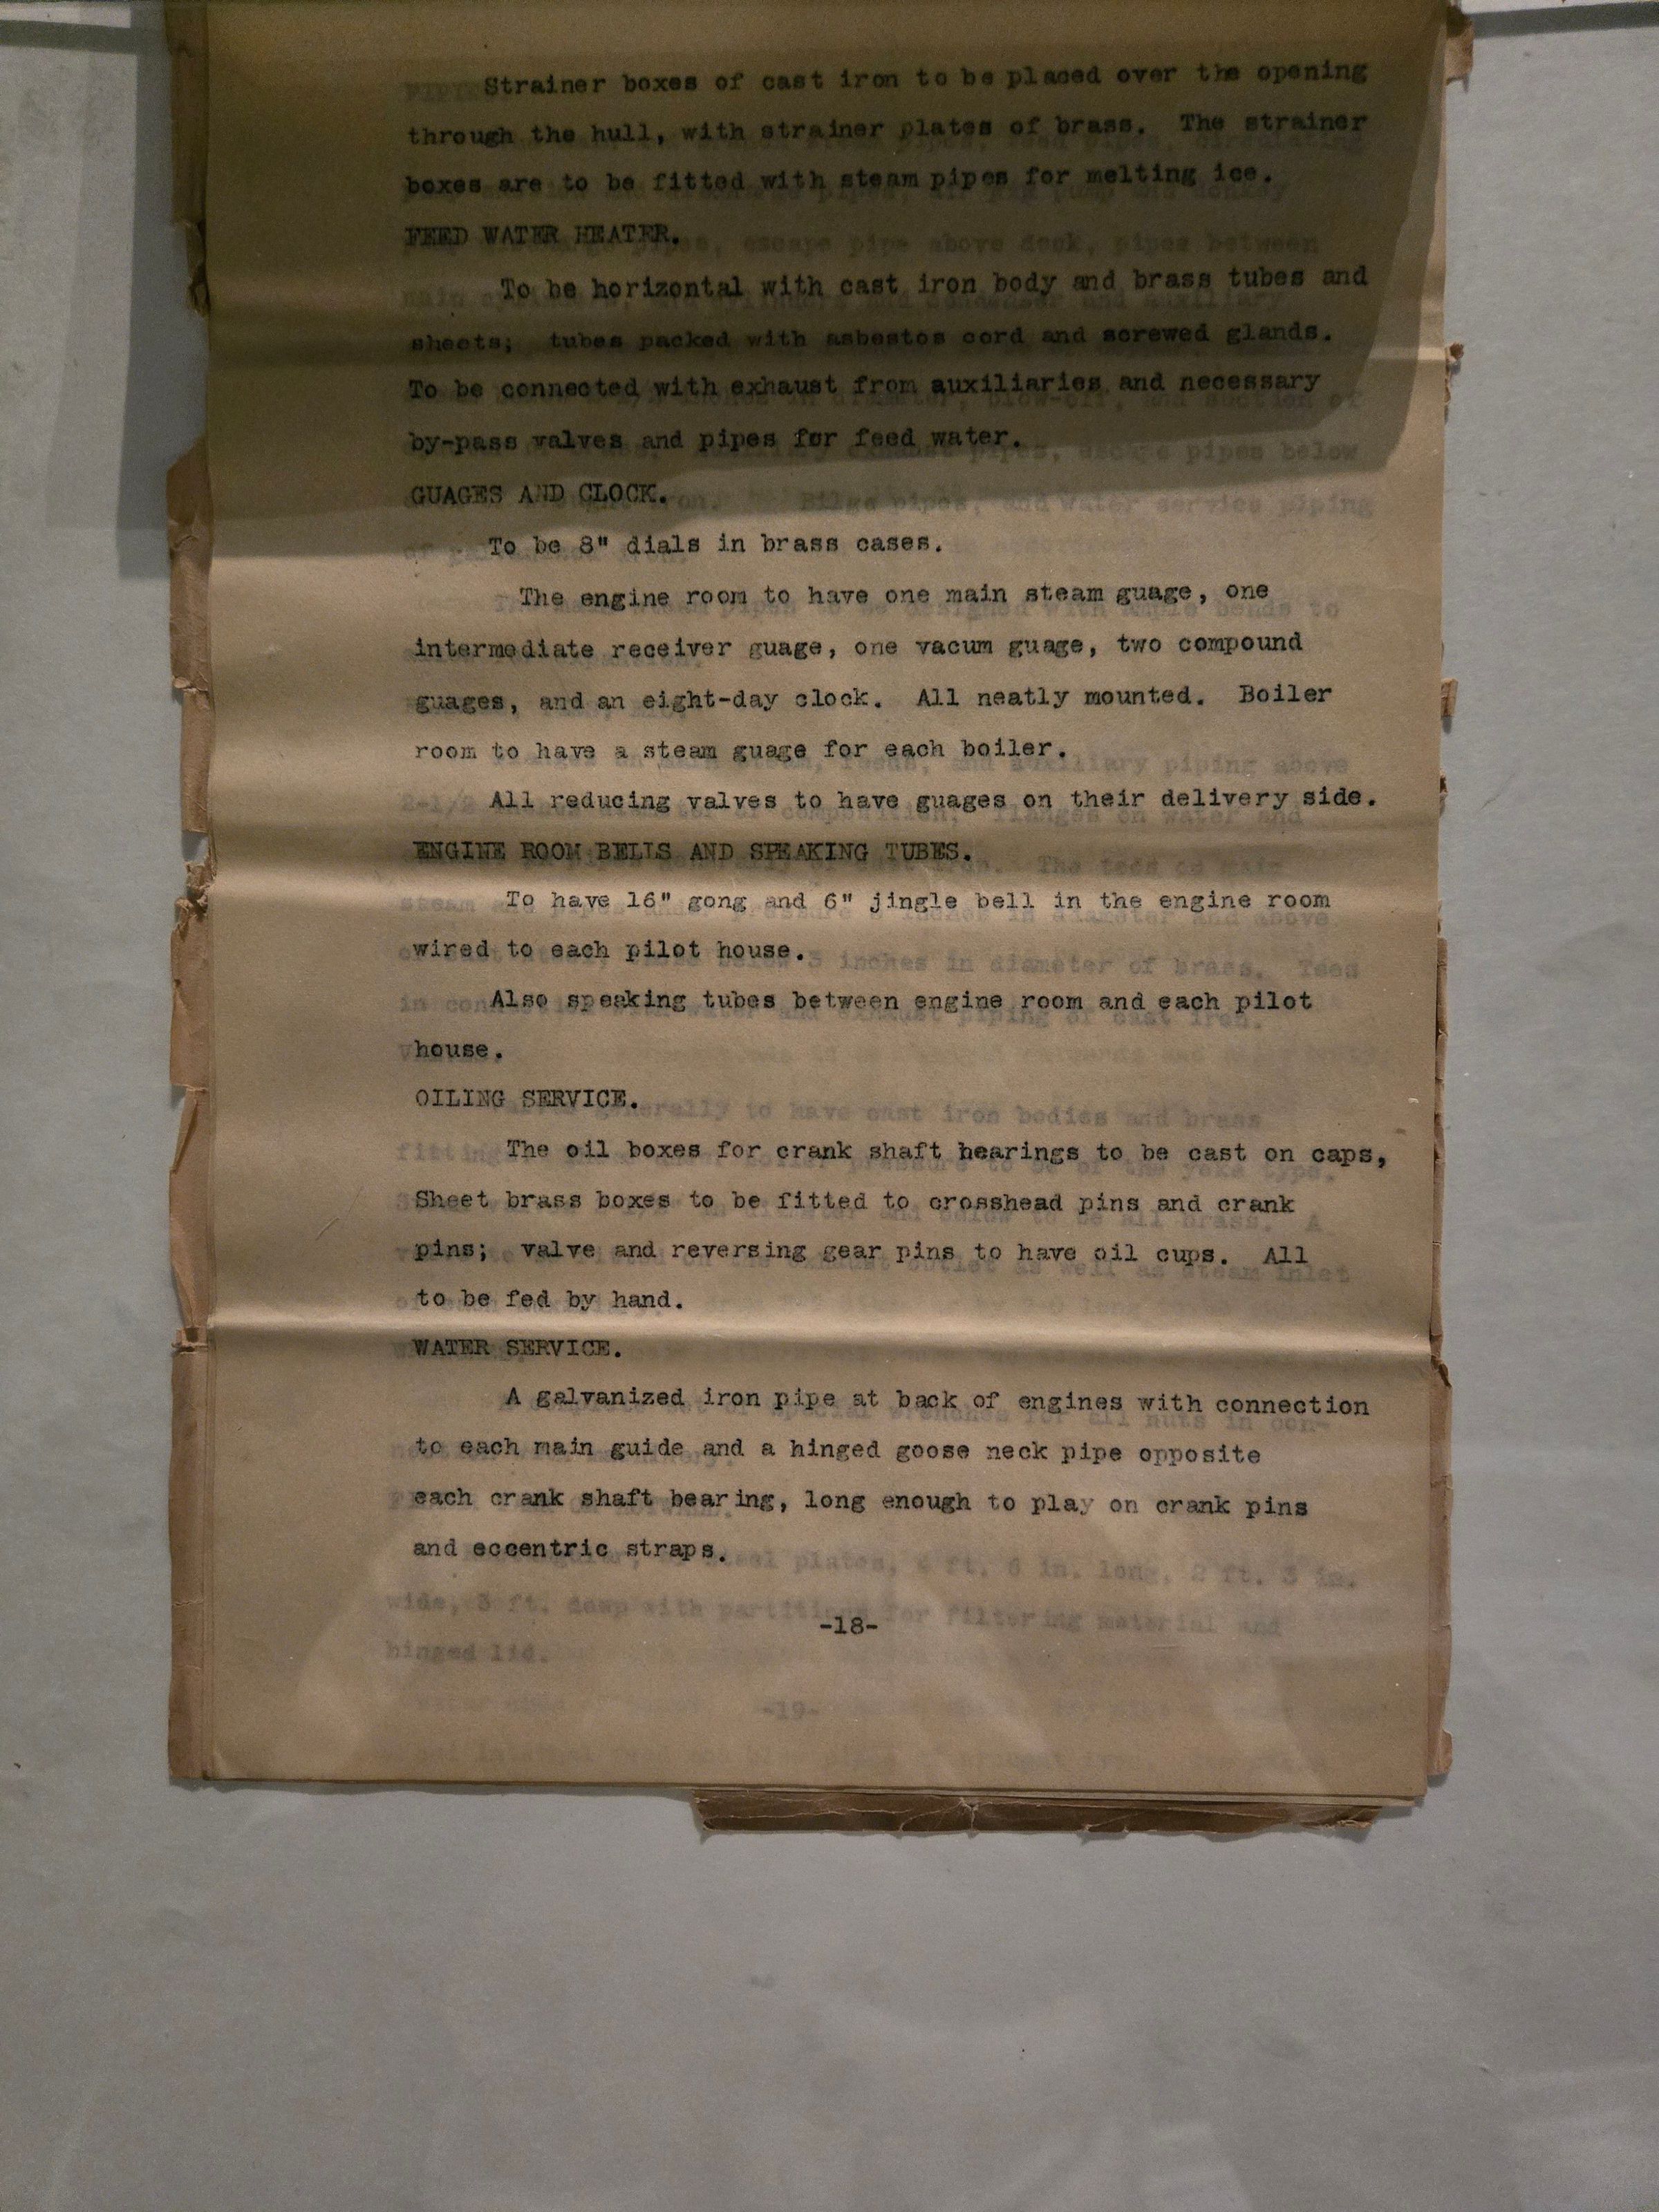 Strainer boxes of cast iron to be placed over the opening
through the hull, with strainer plates of brass. The strainer
boxes are to be fitted with steam pipes for melting ice.
FEED WATER HEATER.
To be horizontal with cast iron body and brass tubes and
sheets; tubes packed with asbestos cord and screwed glands.
To be connected with exhaust from auxiliaries and necessary
by-pass valves and pipes for feed water.
GUAGES AND CLOCK.
To be 8" dials in brass cases.
The engine room to have one main steam guage, one
intermediate receiver guage, one vacum guage, two compound
guages, and an eight-day clock. All neatly mounted. Boiler
room to have a steam guage for each boiler.
All reducing valves to have guages on their delivery side.
ENGINE ROOM BELLS AND SPEAKING TUBES.
To have 16" gong and 6" jingle bell in the engine room
wired to each pilot house.
Also speaking tubes between engine room and each pilot
house.
OILING SERVICE.
The oil boxes for crank shaft bearings to be cast on caps,
Sheet brass boxes to be fitted to crosshead pins and crank
pins; valve and reversing gear pins to have oil cups. All
to be fed by hand.
WATER SERVICE.
A galvanized iron pipe at back of engines with connection
to each main guide and a hinged goose neck pipe opposite
each crank shaft bearing, long enough to play on crank pins
and eccentric straps.
-18-